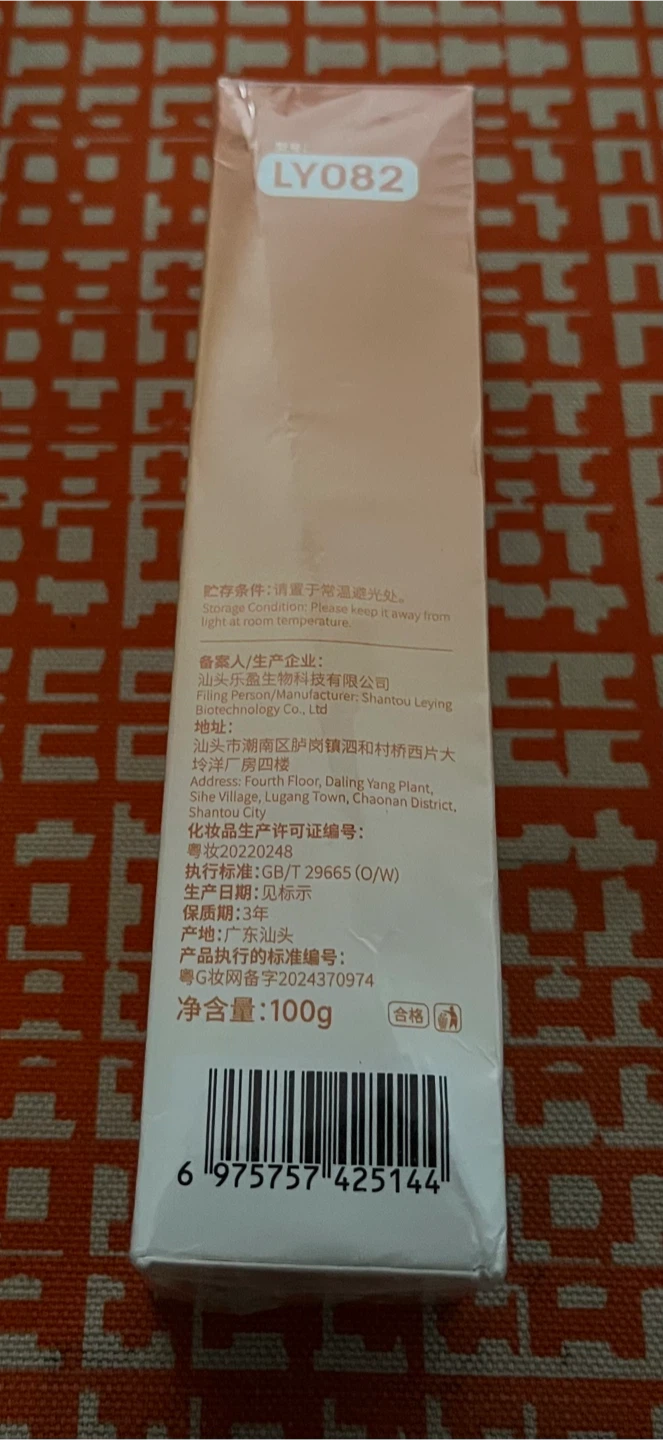 型号:
LY082
贮存条件:请置于常温遮光处。
Storage Condition: Please keep it away from
light at room temperature.
备案人/生产企业:
汕头乐盈生物科技有限公司
Filing Person/Manufacturer: Shantou Leying
Biotechnology Co., Ltd
地址:
汕头市潮南区胪岗镇泗和村桥西片大
坽洋厂房四楼
Address: Fourth Floor, Daling Yang Plant,
Sihe Village, Lugang Town, Chaonan District,
Shantou City
化妆品生产许可证编号:
粤妆20220248
执行标准:GB/T 29665 (O/W)
生产日期:见标示
保质期:3年
产地:广东汕头
产品执行的标准编号:
粤G妆网备字2024370974
净含量:100g
合格
6 975757 425144